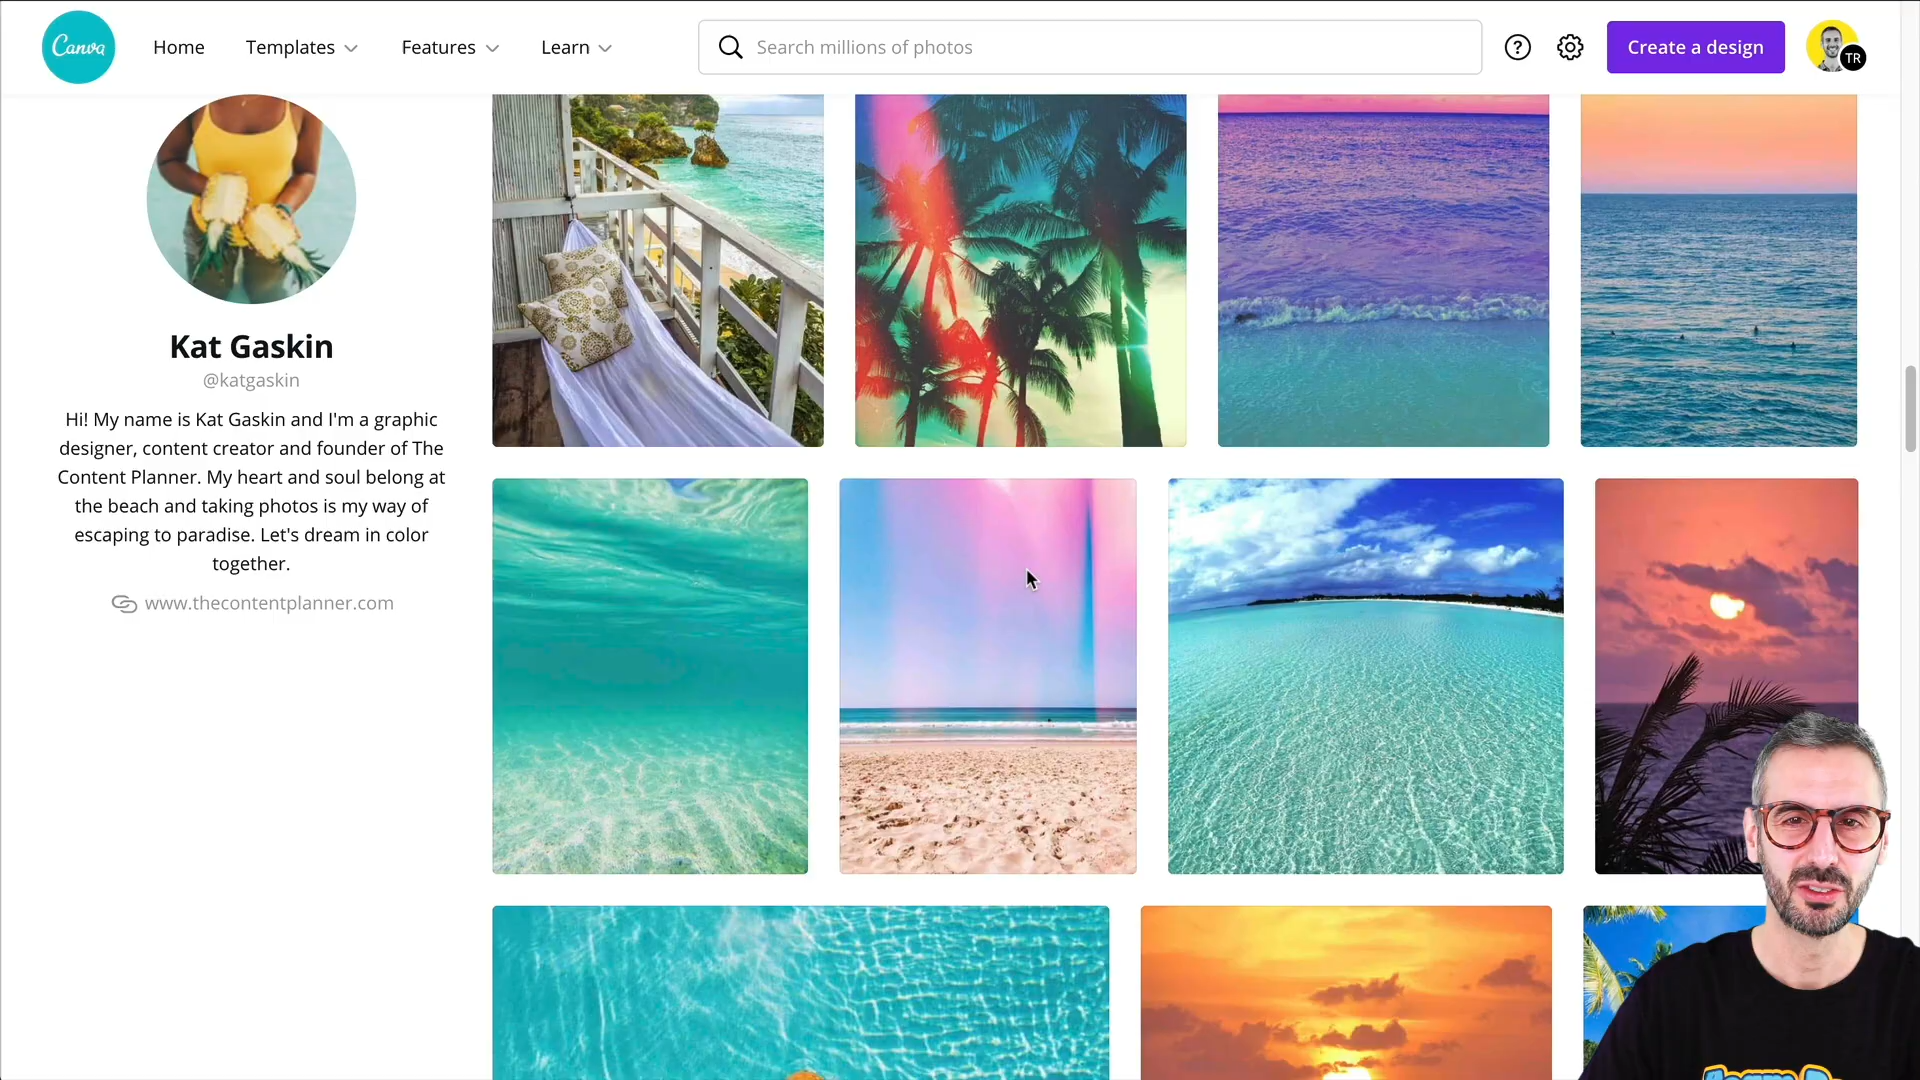 Canva
Home
Templates
Features
Learn
Search millions of photos
?
Create a design
TR
Kat Gaskin
@katgaskin
Hi! My name is Kat Gaskin and I'm a graphic
designer, content creator and founder of The
Content Planner. My heart and soul belong at
the beach and taking photos is my way of
escaping to paradise. Let's dream in color
together.
www.thecontentplanner.com